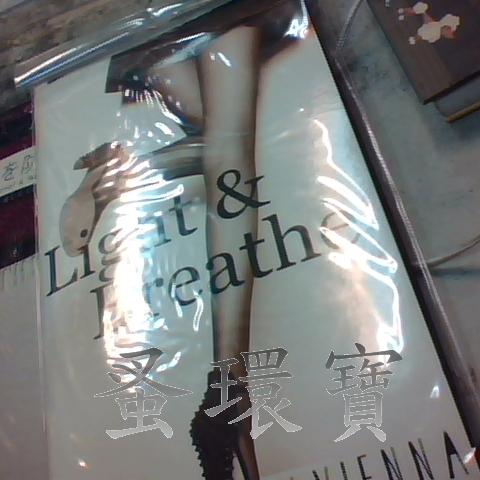 Light &
breathe
蚤環寶
VIENNA